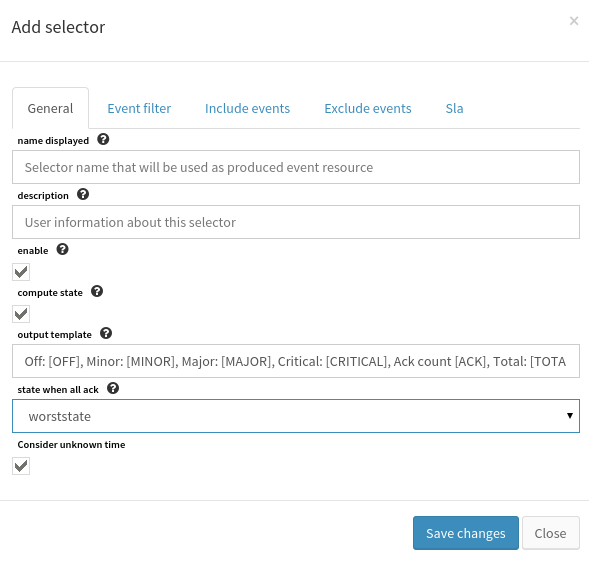 Add selector
×
General Event filter Include events Exclude events Sla
name displayed ?
Selector name that will be used as produced event resource
description ?
User information about this selector
enable ?
compute state ?
output template ?
Off: [OFF], Minor: [MINOR], Major: [MAJOR], Critical: [CRITICAL], Ack count [ACK], Total: [TOTA
state when all ack ?
worststate
Consider unknown time
Save changes Close